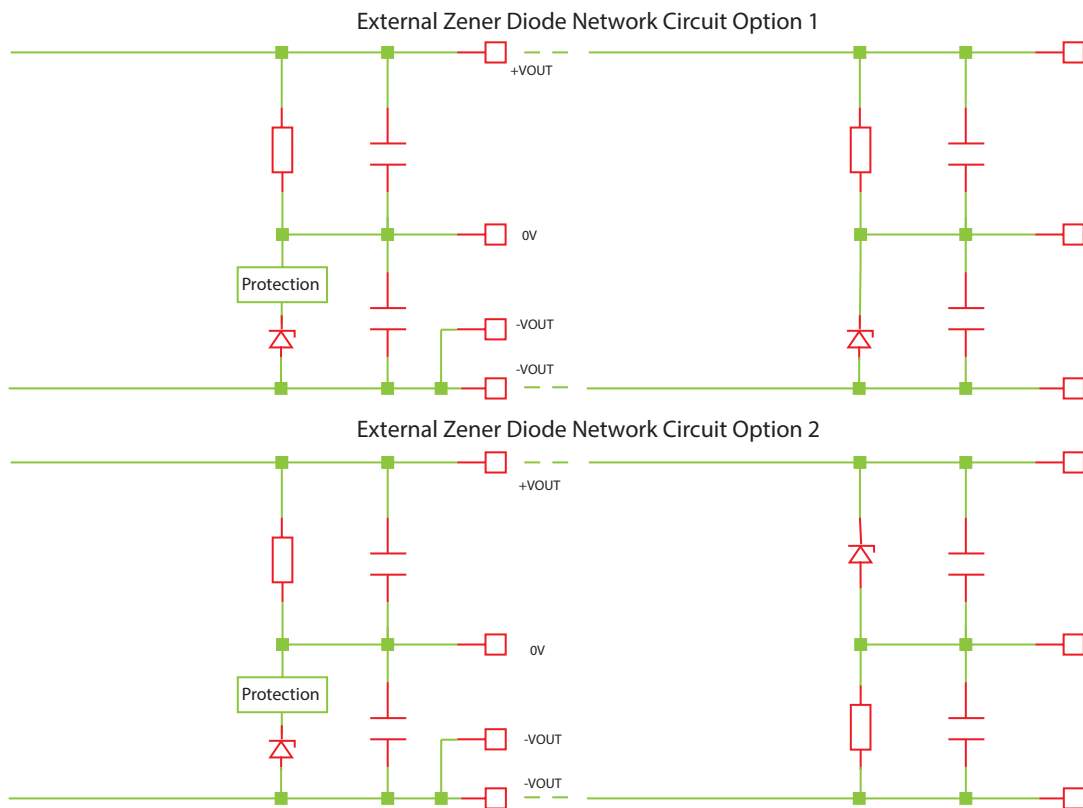 External Zener Diode Network Circuit Option 1
+VOUT
0V
Protection
-VOUT
-VOUT
External Zener Diode Network Circuit Option 2
+VOUT
0V
Protection
-VOUT
-VOUT